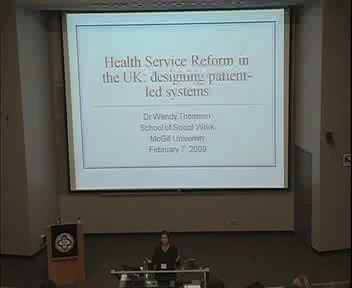 Health Service Reform in
the UK: designing patient-
led systems
Dr Wendy Thomson
School of Social Work
McGill University
February 7, 2009